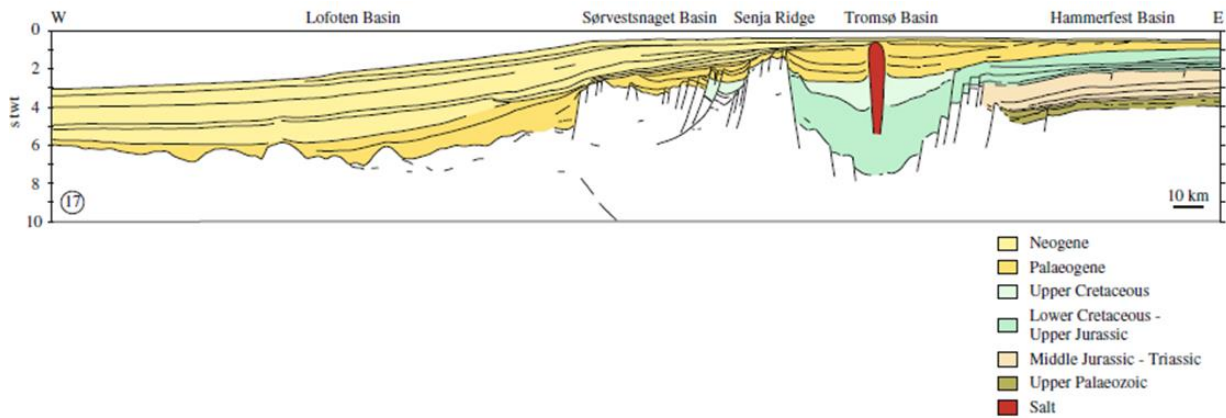 W Lofoten Basin Sørvestsnaget Basin Senja Ridge Tromsø Basin Hammerfest Basin E
0
2
4
6
8
10
s twt
17
10 km
Neogene
Palaeogene
Upper Cretaceous
Lower Cretaceous -
Upper Jurassic
Middle Jurassic - Triassic
Upper Palaeozoic
Salt